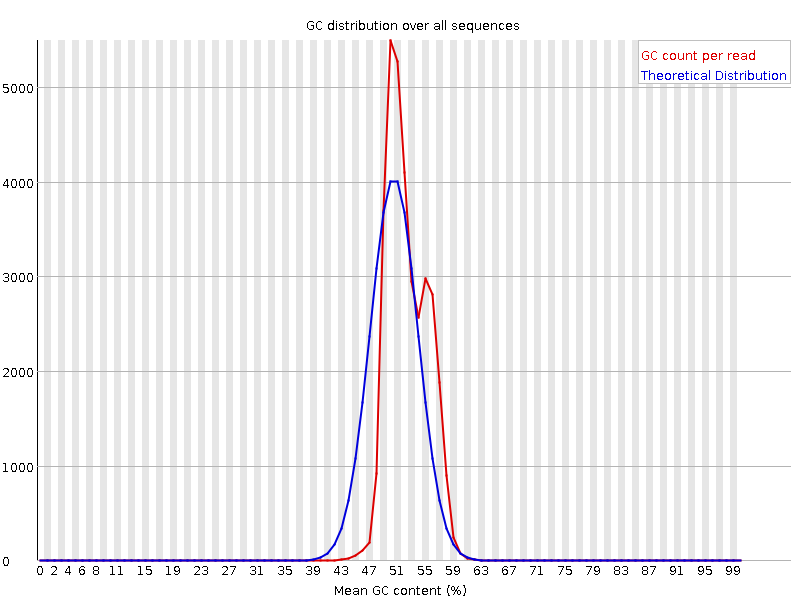 GC distribution over all sequences
GC count per read
Theoretical Distribution
5000
4000
3000
2000
1000
0
0 2 4 6 8 11 15 19 23 27 31 35 39 43 47 51 55 59 63 67 71 75 79 83 87 91 95 99
Mean GC content (%)